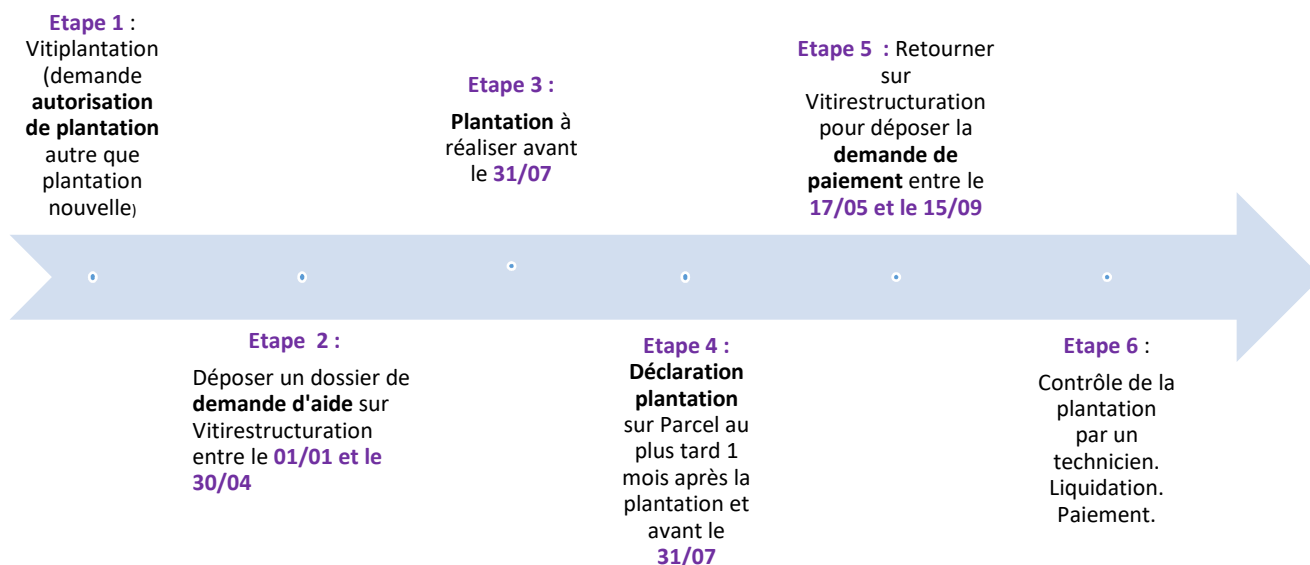 Etape 1 :
Vitiplantation
(demande
autorisation
de plantation
autre que
plantation
nouvelle)
Etape 2 :
Déposer un dossier de
demande d'aide sur
Vitirestructuration
entre le 01/01 et le
30/04
Etape 3 :
Plantation à
réaliser avant
le 31/07
Etape 4 :
Déclaration
plantation
sur Parcel au
plus tard 1
mois après la
plantation et
avant le
31/07
Etape 5 : Retourner
sur
Vitirestructuration
pour déposer la
demande de
paiement entre le
17/05 et le 15/09
Etape 6 :
Contrôle de la
plantation
par un
technicien.
Liquidation.
Paiement.